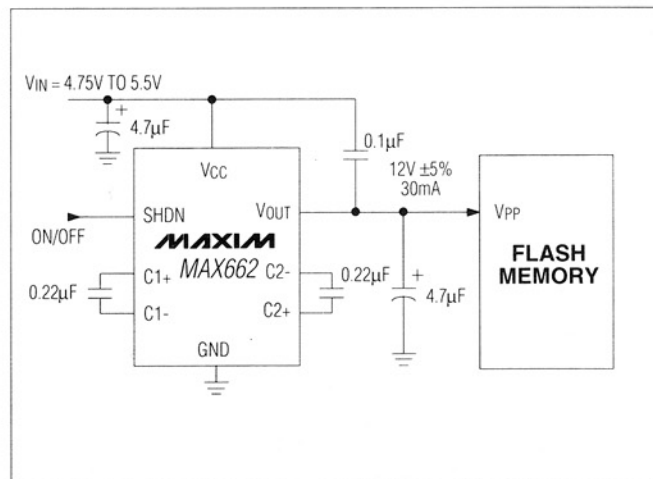 VIN = 4.75V TO 5.5V
+
4.7µF
0.1µF
12V ±5%
30mA
VCC
SHDN
VOUT
VPP
ON/OFF
MAXIM
MAX662
FLASH
MEMORY
C1+
C2-
0.22µF
0.22µF
+
4.7µF
C1-
C2+
GND